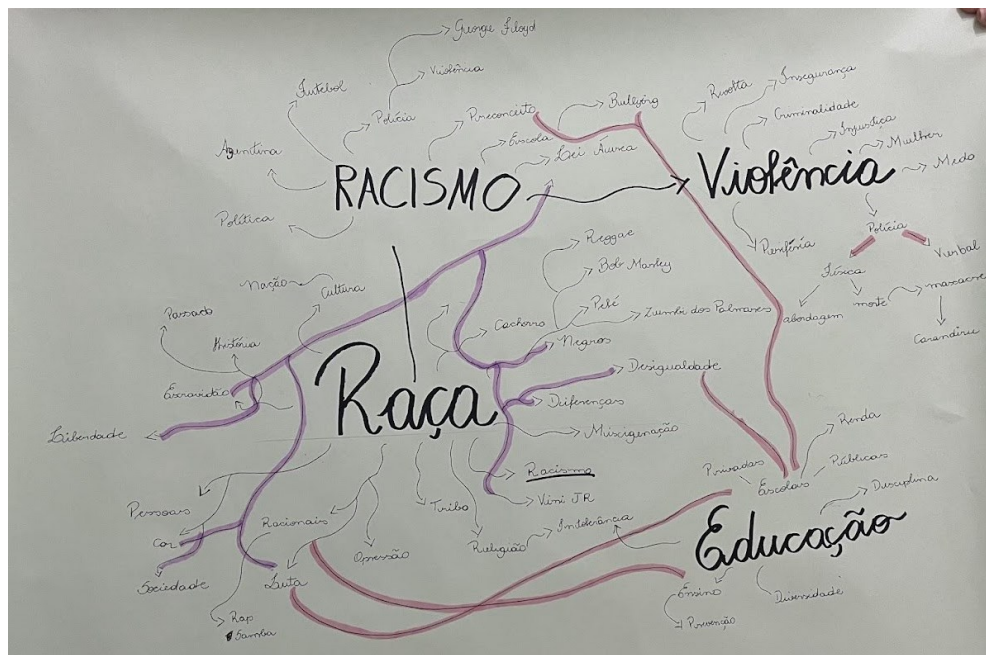 George Floyd
Violência
Futebol
Polícia
Preconceito
Bullying
Revolta
Insegurança
Criminalidade
Injustiça
Mulher
Medo
Argentina
Escola
Lei Áurea
RACISMO
Violência
Política
Polícia
Periferia
Verbal
Física
morte
massacre
abordagem
Carandiru
Reggae
Bob Marley
Nação
Cultura
Pelé
Zumbi dos Palmares
Passado
História
Cachorro
Negros
Escravidão
Raça
Desigualdade
Diferenças
Liberdade
Miscigenação
Renda
Racismo
Privadas
Públicas
Escolas
Disciplina
Pessoas
Vini JR
Tribo
Racionais
Intolerância
Educação
Cor
Opressão
Religião
Sociedade
Luta
Ensino
Diversidade
Rap
Samba
Prevenção